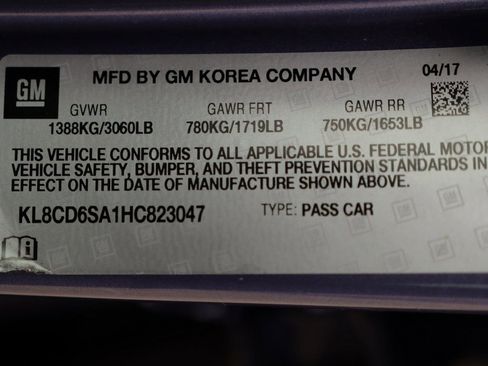 GM
MFD BY GM KOREA COMPANY 04/17
GVWR GAWR FRT GAWR RR
1388KG/3060LB 780KG/1719LB 750KG/1653LB
THIS VEHICLE CONFORMS TO ALL APPLICABLE U.S. FEDERAL MOTOR
VEHICLE SAFETY, BUMPER, AND THEFT PREVENTION STANDARDS IN
EFFECT ON THE DATE OF MANUFACTURE SHOWN ABOVE.
KL8CD6SA1HC823047 TYPE: PASS CAR